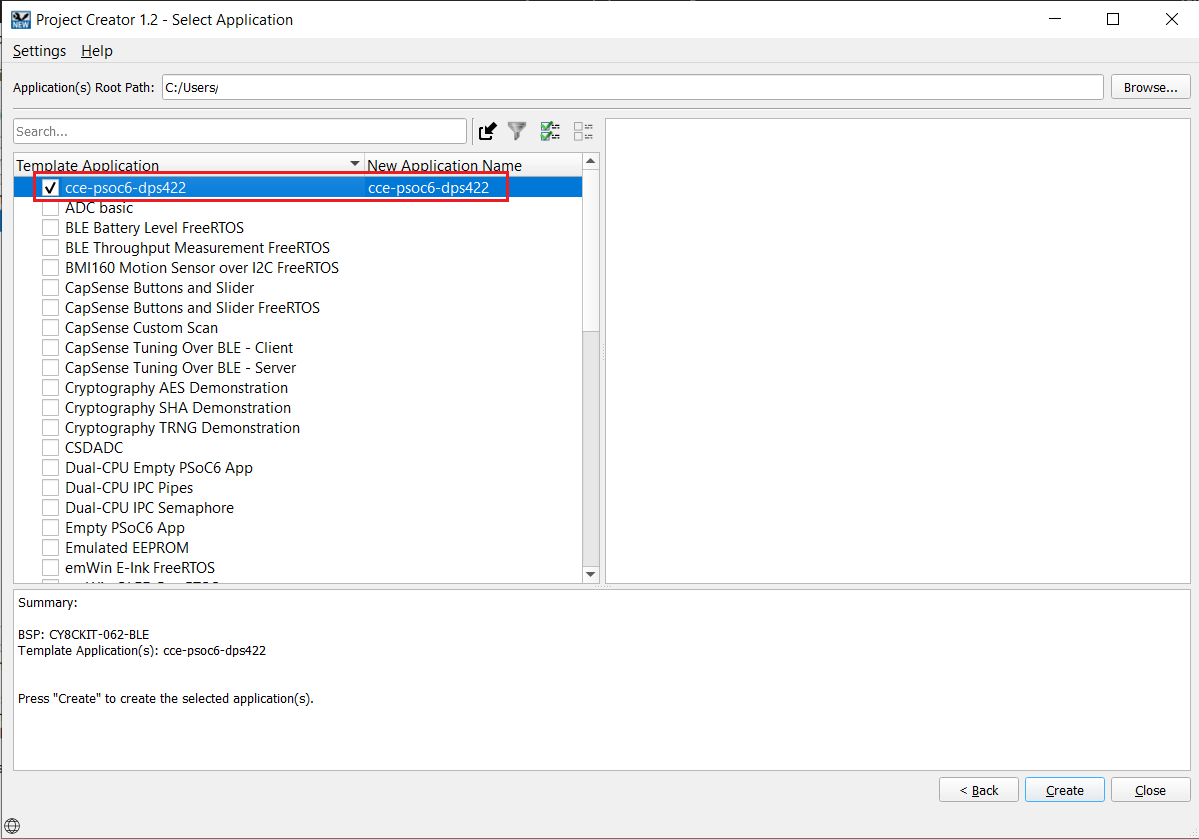 NEW
Project Creator 1.2 - Select Application
Settings Help
Application(s) Root Path: C:/Users/ Browse...
Search...
Template Application New Application Name
cce-psoc6-dps422 cce-psoc6-dps422
ADC basic
BLE Battery Level FreeRTOS
BLE Throughput Measurement FreeRTOS
BMI160 Motion Sensor over I2C FreeRTOS
CapSense Buttons and Slider
CapSense Buttons and Slider FreeRTOS
CapSense Custom Scan
CapSense Tuning Over BLE - Client
CapSense Tuning Over BLE - Server
Cryptography AES Demonstration
Cryptography SHA Demonstration
Cryptography TRNG Demonstration
CSDADC
Dual-CPU Empty PSoC6 App
Dual-CPU IPC Pipes
Dual-CPU IPC Semaphore
Empty PSoC6 App
Emulated EEPROM
emWin E-Ink FreeRTOS
Summary:
BSP: CY8CKIT-062-BLE
Template Application(s): cce-psoc6-dps422
Press "Create" to create the selected application(s).
< Back Create Close